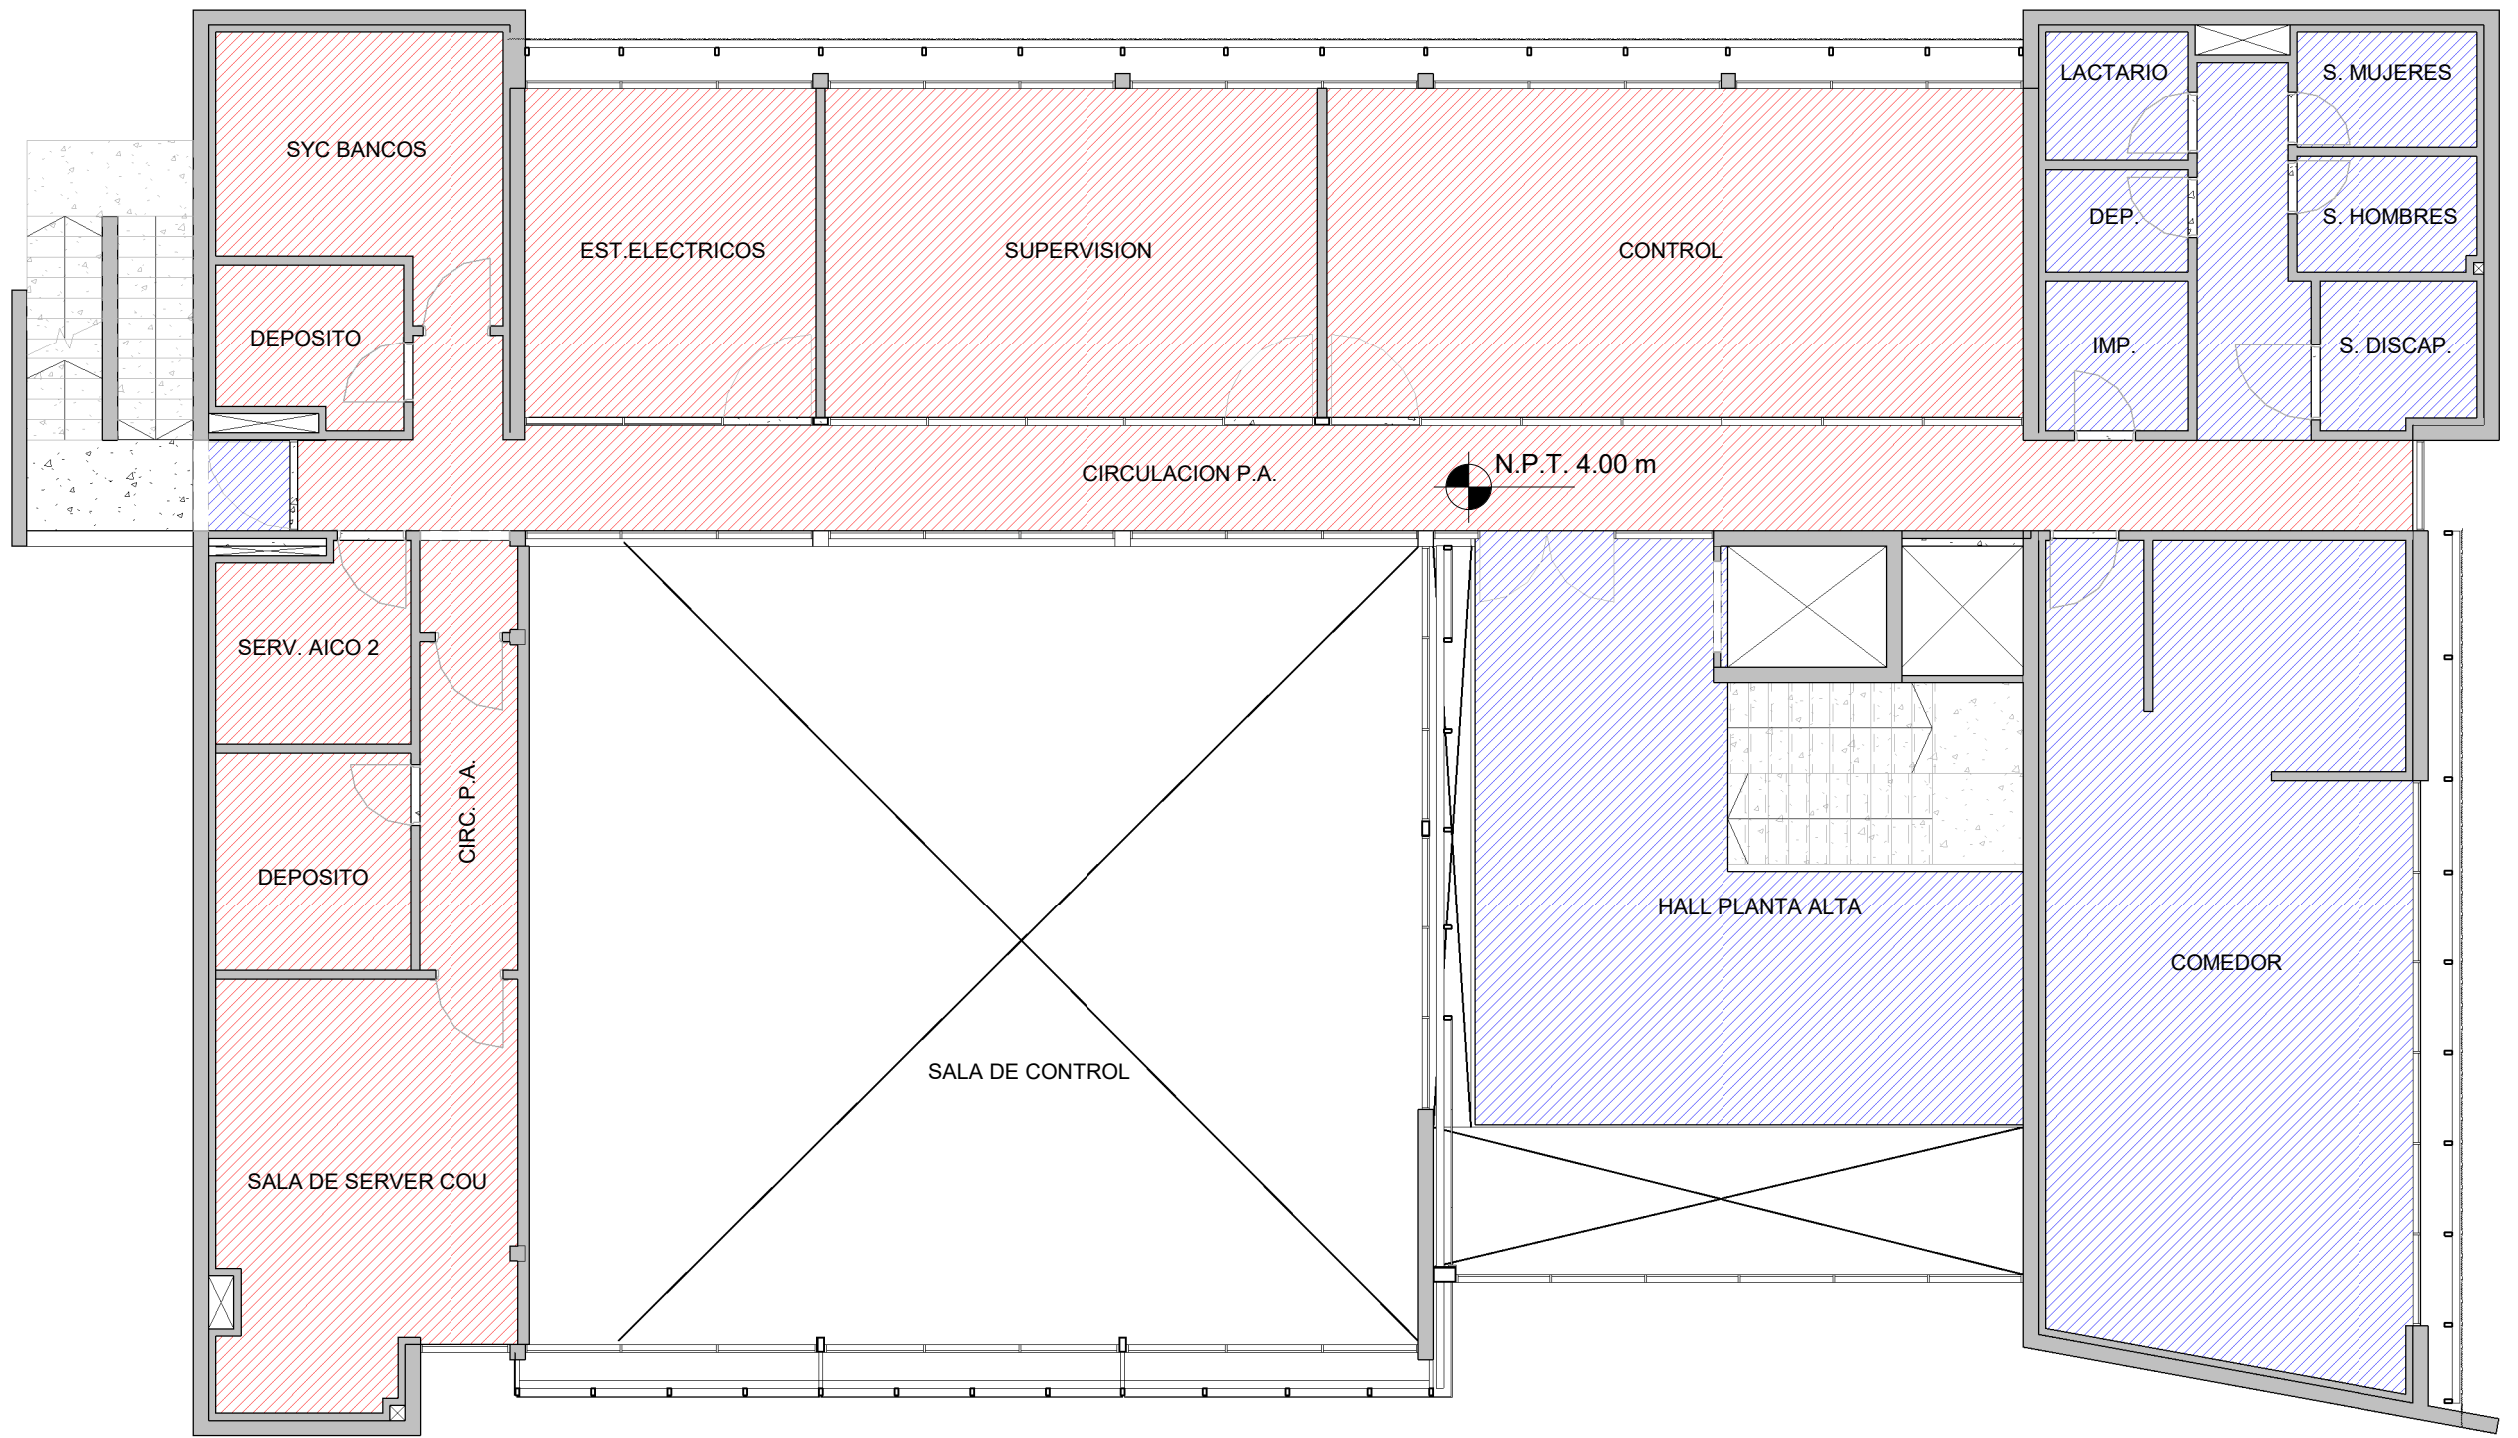 LACTARIO
S. MUJERES
SYC BANCOS
DEP.
S. HOMBRES
EST.ELECTRICOS
SUPERVISION
CONTROL
DEPOSITO
IMP.
S. DISCAP.
CIRCULACION P.A.
N.P.T. 4.00 m
SERV. AICO 2
CIRC. P.A.
DEPOSITO
HALL PLANTA ALTA
COMEDOR
SALA DE CONTROL
SALA DE SERVER COU